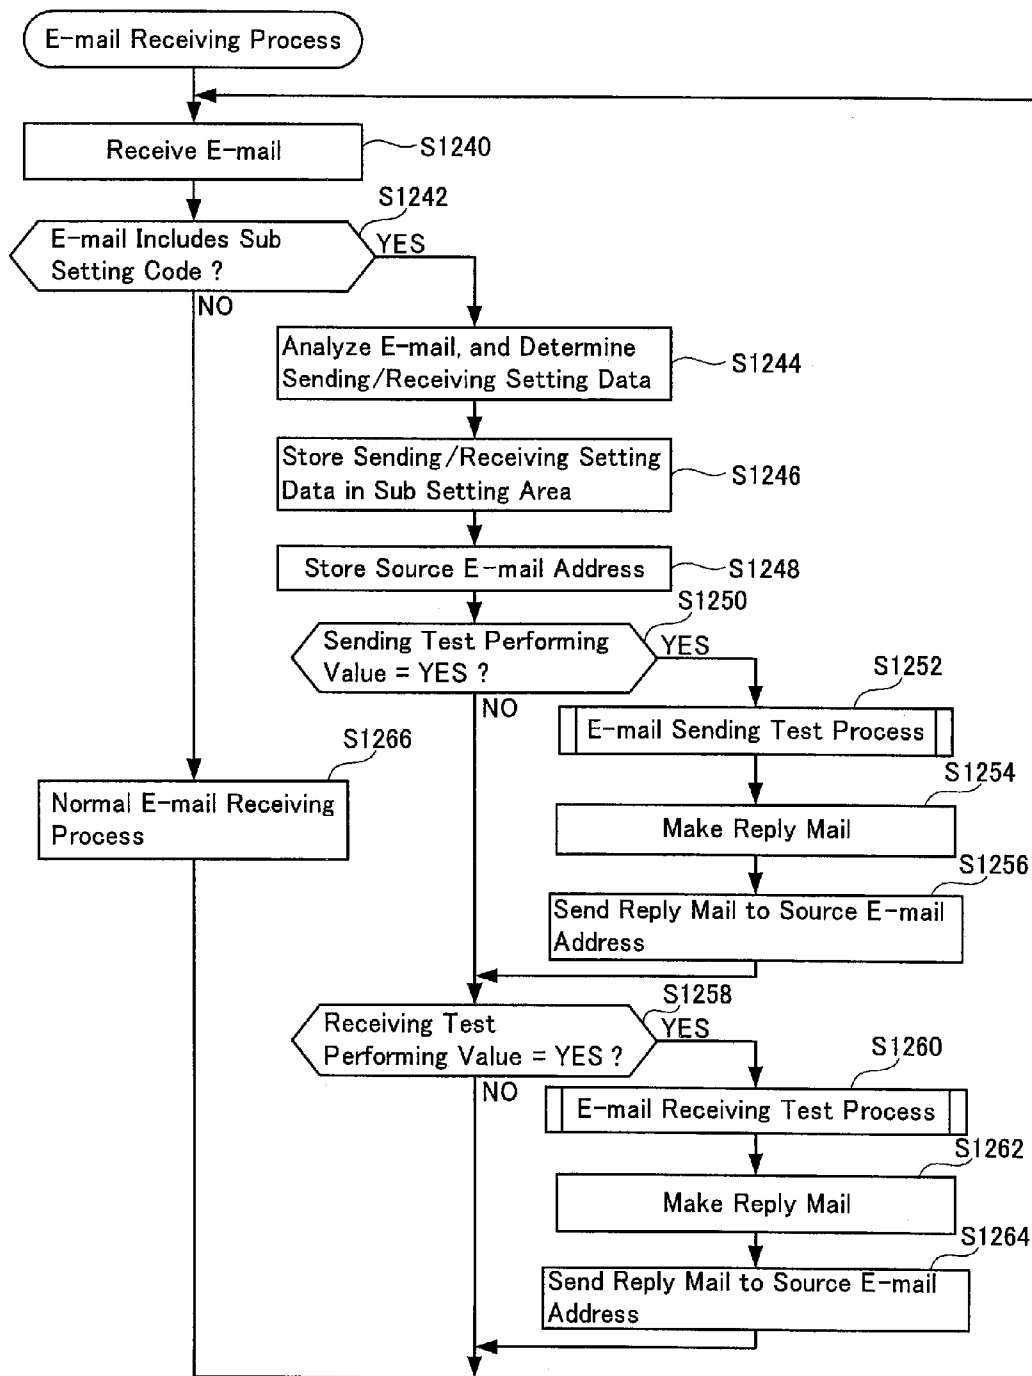 E-mail Receiving Process
Receive E-mail
S1240
S1242
E-mail Includes Sub
Setting Code ?
YES
NO
Analyze E-mail, and Determine
Sending/Receiving Setting Data
S1244
Store Sending/Receiving Setting
Data in Sub Setting Area
S1246
Store Source E-mail Address
S1248
S1250
Sending Test Performing
Value = YES ?
YES
NO
S1252
E-mail Sending Test Process
S1254
Make Reply Mail
S1256
Send Reply Mail to Source E-mail
Address
S1266
Normal E-mail Receiving
Process
S1258
Receiving Test
Performing Value = YES ?
YES
NO
S1260
E-mail Receiving Test Process
S1262
Make Reply Mail
S1264
Send Reply Mail to Source E-mail
Address